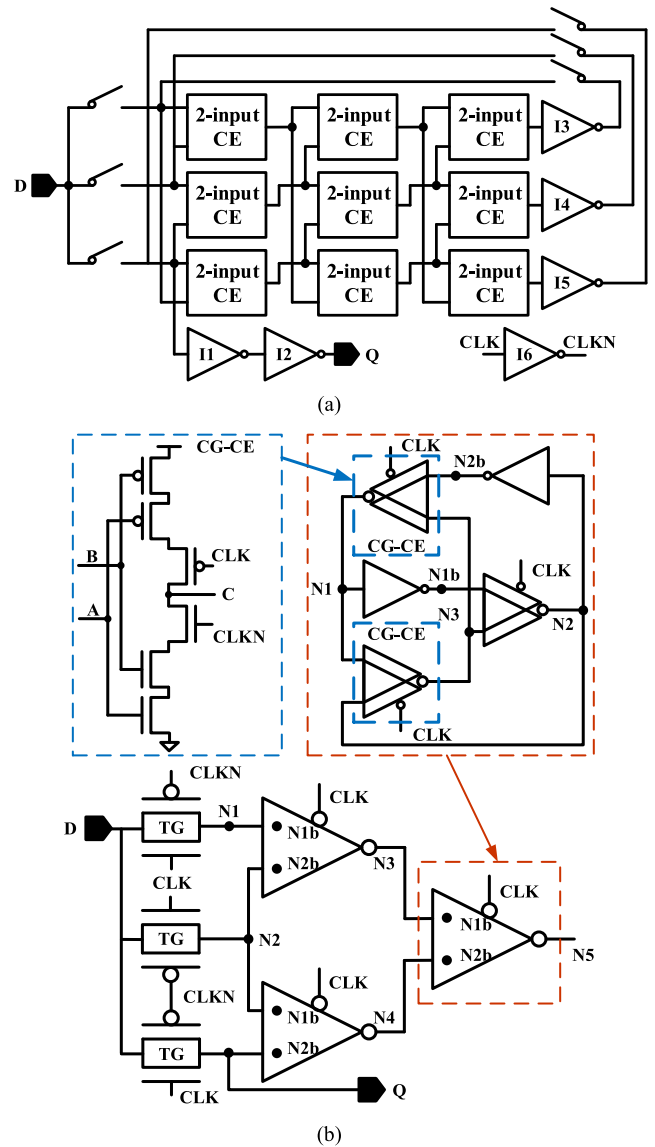 2-input CE
2-input CE
2-input CE
I3
D
2-input CE
2-input CE
2-input CE
I4
2-input CE
2-input CE
2-input CE
I5
I1
I2
Q
CLK
I6
CLKN
(a)
CG-CE
CLK
B
C
A
CLKN
CLK
N2b
CG-CE
N1
N1b
CLK
N3
N2
CG-CE
CLK
CLKN
D
TG
N1
CLK
N1b
N2b
N3
CLK
TG
N2
CLK
N1b
N2b
N5
CLKN
CLK
N1b
N2b
N4
TG
CLK
Q
(b)